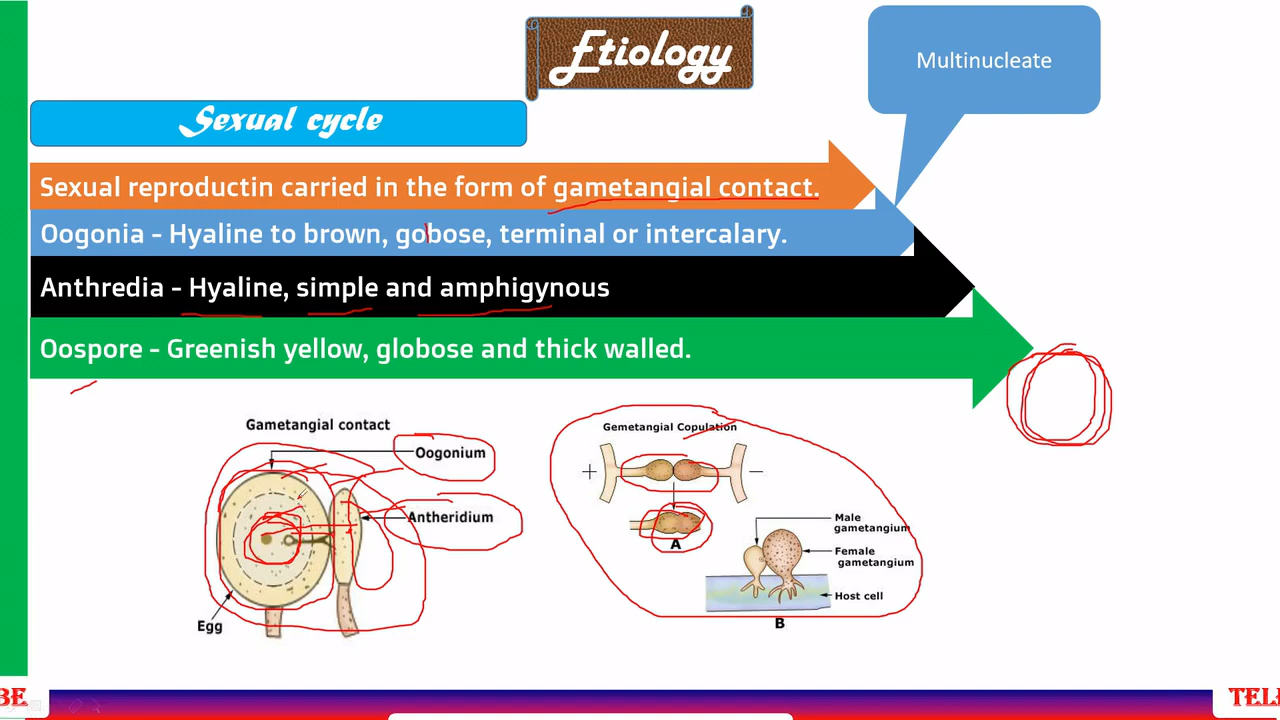 Etiology
Multinucleate
Sexual cycle
Sexual reproductin carried in the form of gametangial contact.
Oogonia - Hyaline to brown, gobose, terminal or intercalary.
Anthredia - Hyaline, simple and amphigynous
Oospore - Greenish yellow, globose and thick walled.
Gametangial contact
Oogonium
Antheridium
Egg
Gemetangial Copulation
+
−
A
Male
gametangium
Female
gametangium
Host cell
B
BE
TELE